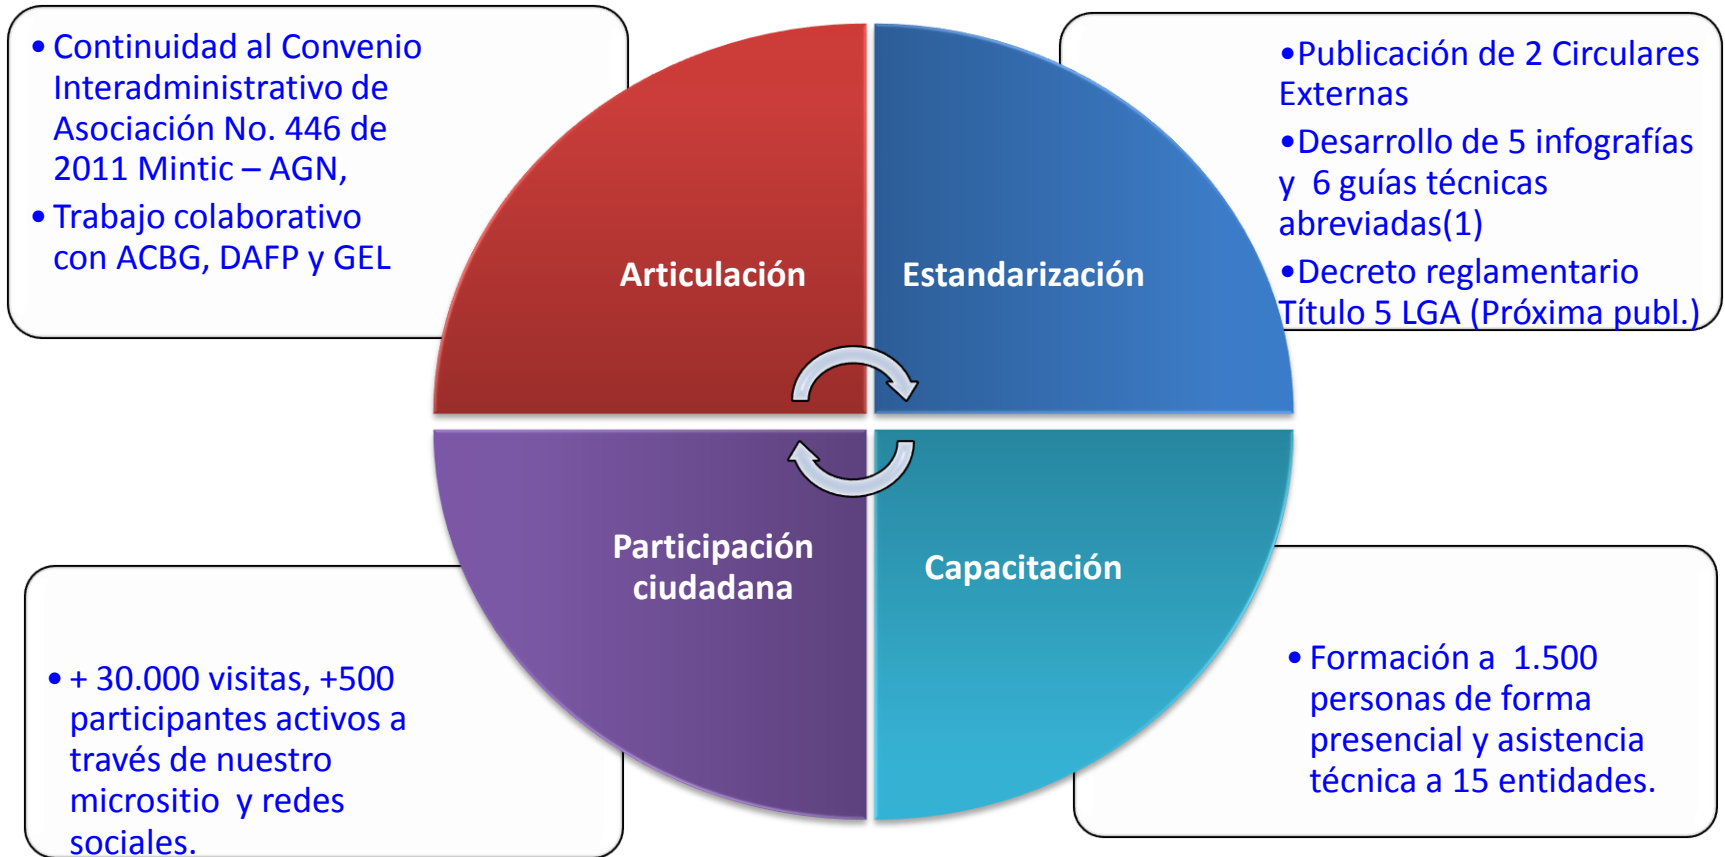 • Continuidad al Convenio
Interadministrativo de
Asociación No. 446 de
2011 Mintic – AGN,
• Trabajo colaborativo
con ACBG, DAFP y GEL
•Publicación de 2 Circulares
Externas
•Desarrollo de 5 infografías
y 6 guías técnicas
abreviadas(1)
•Decreto reglamentario
Título 5 LGA (Próxima publ.)
Articulación
Estandarización
Participación
ciudadana
Capacitación
• + 30.000 visitas, +500
participantes activos a
través de nuestro
micrositio y redes
sociales.
• Formación a 1.500
personas de forma
presencial y asistencia
técnica a 15 entidades.